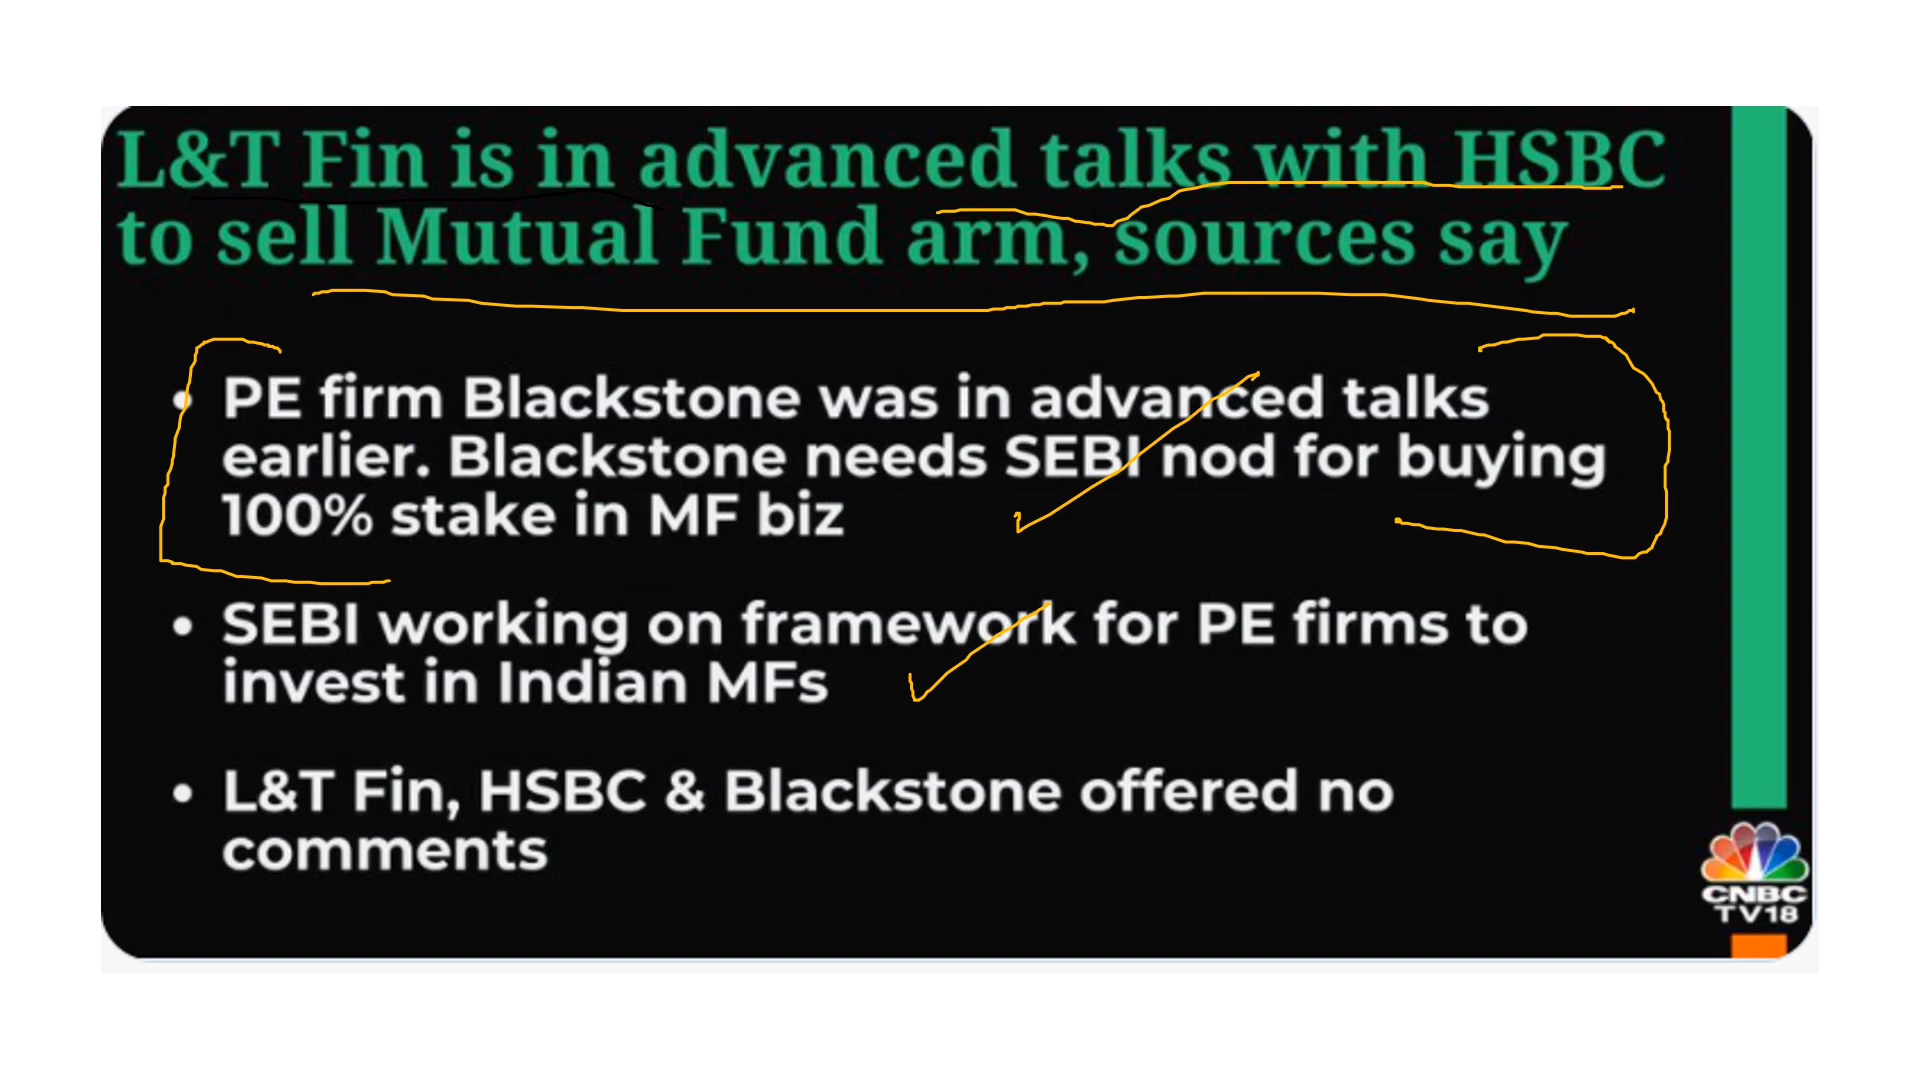 L&T Fin is in advanced talks with HSBC
to sell Mutual Fund arm, sources say
• PE firm Blackstone was in advanced talks
earlier. Blackstone needs SEBI nod for buying
100% stake in MF biz
• SEBI working on framework for PE firms to
invest in Indian MFs
• L&T Fin, HSBC & Blackstone offered no
comments
CNBC
TV18